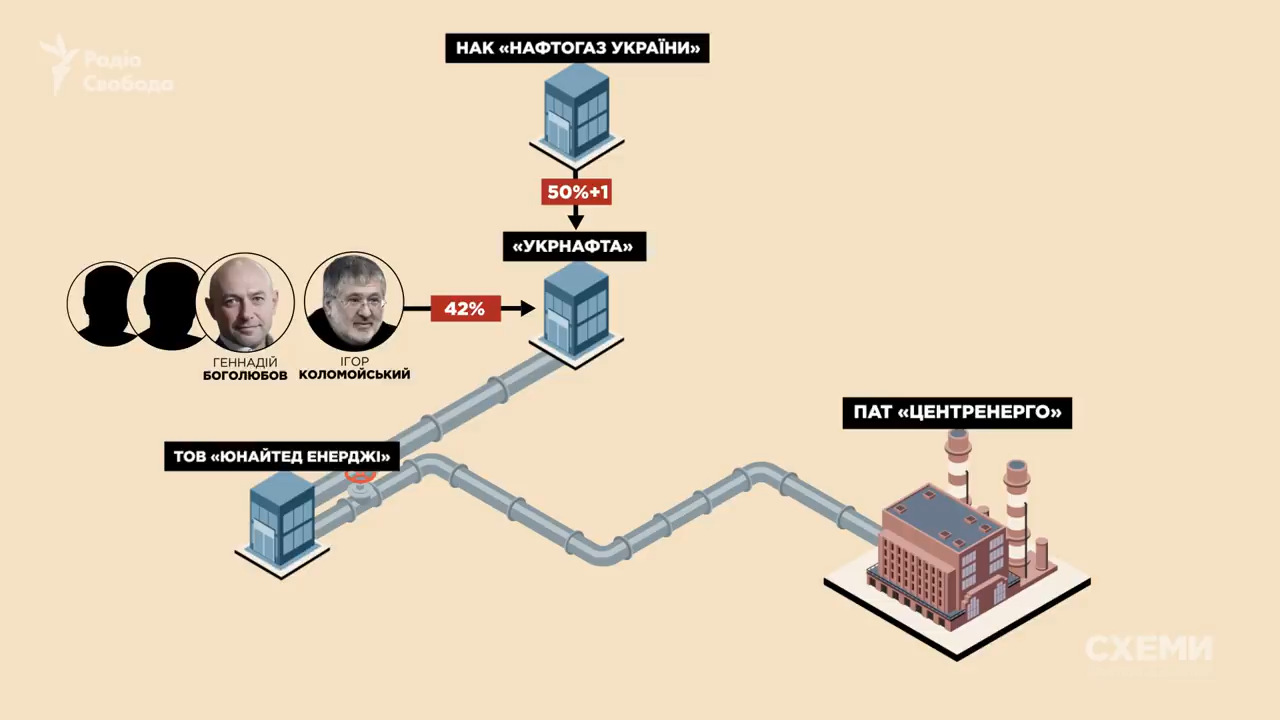 Радіо
Свобода
НАК «НАФТОГАЗ УКРАЇНИ»
50%+1
«УКРНАФТА»
42%
ГЕННАДІЙ
БОГОЛЮБОВ
ІГОР
КОЛОМОЙСЬКИЙ
ТОВ «ЮНАЙТЕД ЕНЕРДЖІ»
ПАТ «ЦЕНТРЕНЕРГО»
СХЕМИ